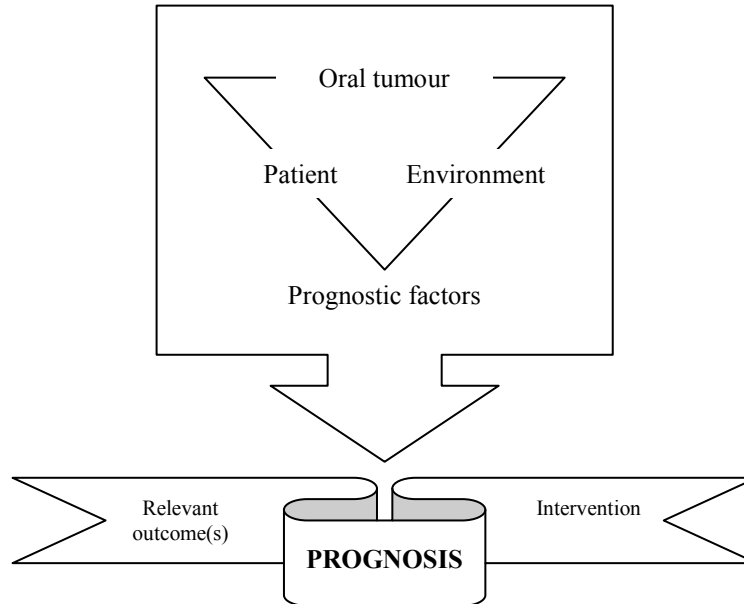 Oral tumour
Patient
Environment
Prognostic factors
Relevant
outcome(s)
Intervention
PROGNOSIS